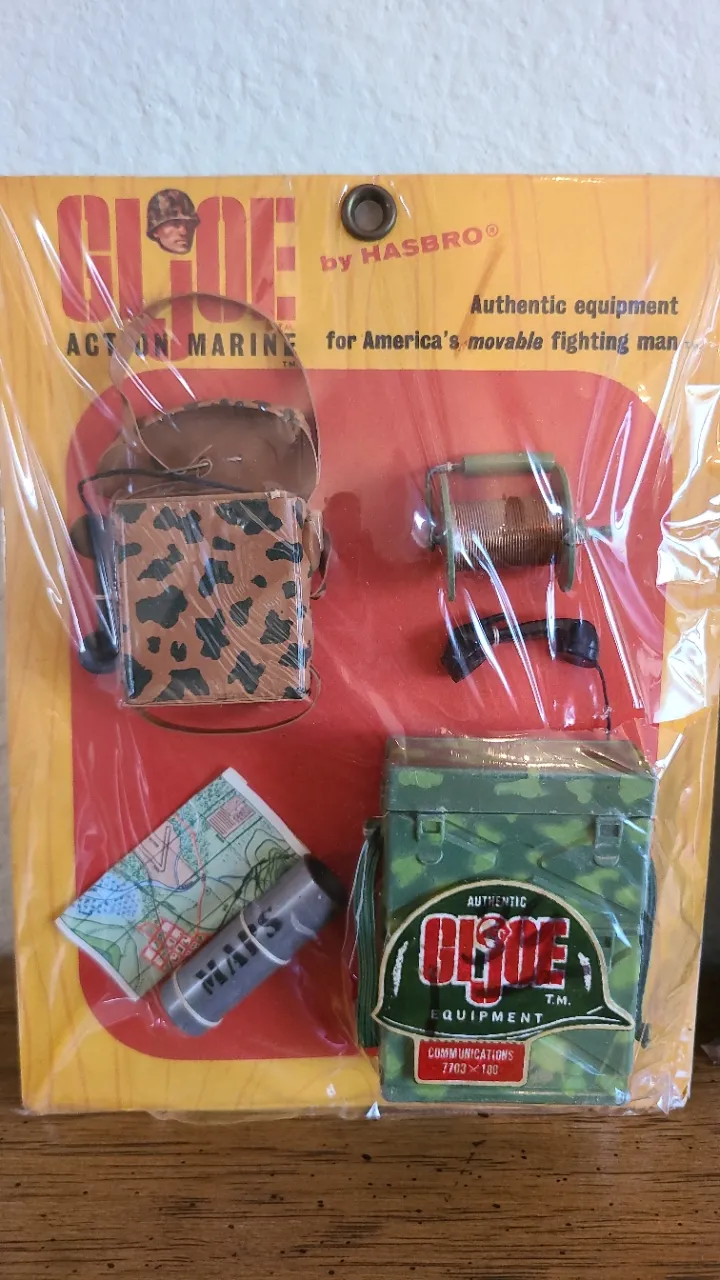 GI JOE
by HASBRO®
ACTION MARINE
TM
Authentic equipment
for America's movable fighting man
MAPS
AUTHENTIC
GI JOE
T.M.
EQUIPMENT
COMMUNICATIONS
7703 × 100